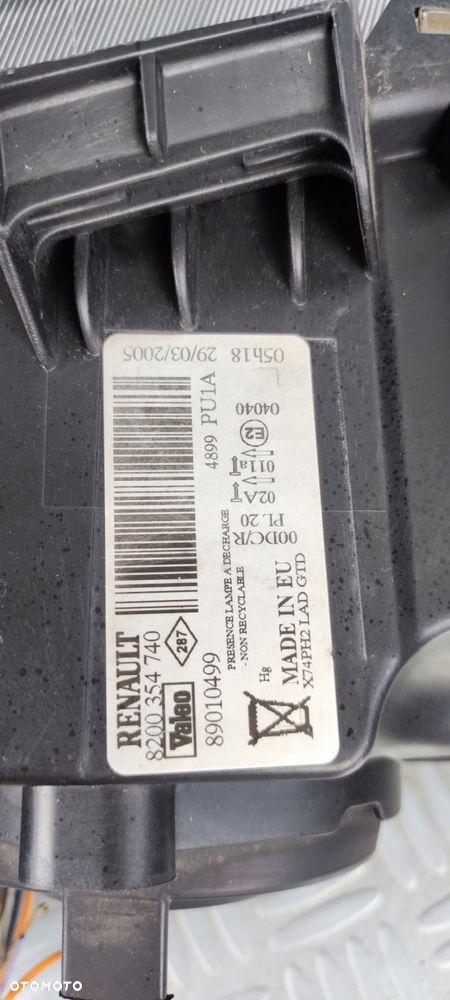 RENAULT
8200 354 740
Valeo
287
89010499
4899 PU1A
29/03/2005
05h18
PRESENCE LAMPE A DECHARGE
- NON RECYCLABLE
00DC/R
PL 20
02A
011a
E2
04040
Hg
MADE IN EU
X74PH2 LAD GTD
OTOMOTO